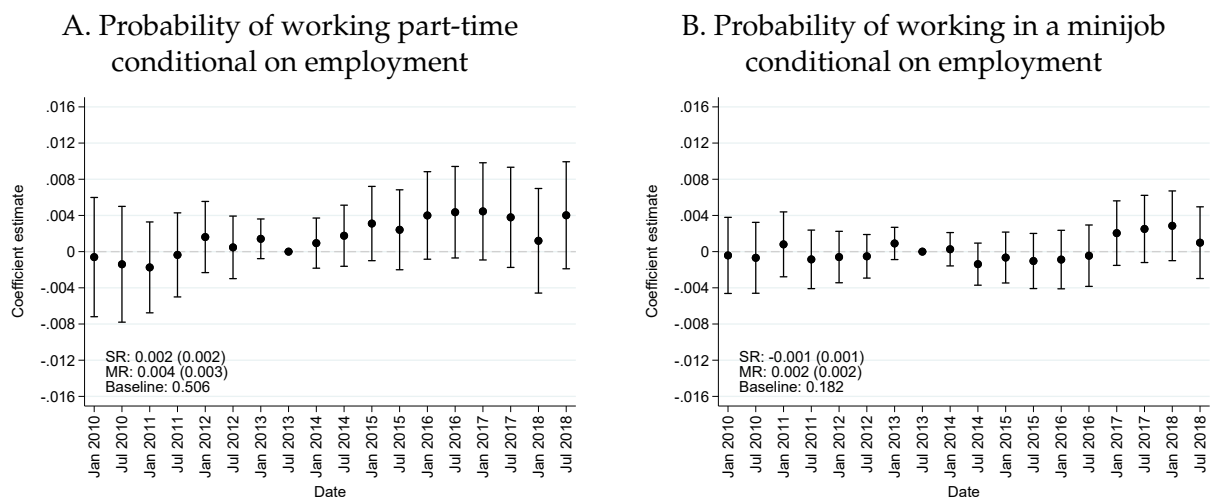 A. Probability of working part-time
conditional on employment
.016
.012
.008
.004
0
-.004
-.008
-.012
-.016
Coefficient estimate
SR: 0.002 (0.002)
MR: 0.004 (0.003)
Baseline: 0.506
Jan 2010
Jul 2010
Jan 2011
Jul 2011
Jan 2012
Jul 2012
Jan 2013
Jul 2013
Jan 2014
Jul 2014
Jan 2015
Jul 2015
Jan 2016
Jul 2016
Jan 2017
Jul 2017
Jan 2018
Jul 2018
Date
B. Probability of working in a minijob
conditional on employment
.016
.012
.008
.004
0
-.004
-.008
-.012
-.016
Coefficient estimate
SR: -0.001 (0.001)
MR: 0.002 (0.002)
Baseline: 0.182
Jan 2010
Jul 2010
Jan 2011
Jul 2011
Jan 2012
Jul 2012
Jan 2013
Jul 2013
Jan 2014
Jul 2014
Jan 2015
Jul 2015
Jan 2016
Jul 2016
Jan 2017
Jul 2017
Jan 2018
Jul 2018
Date